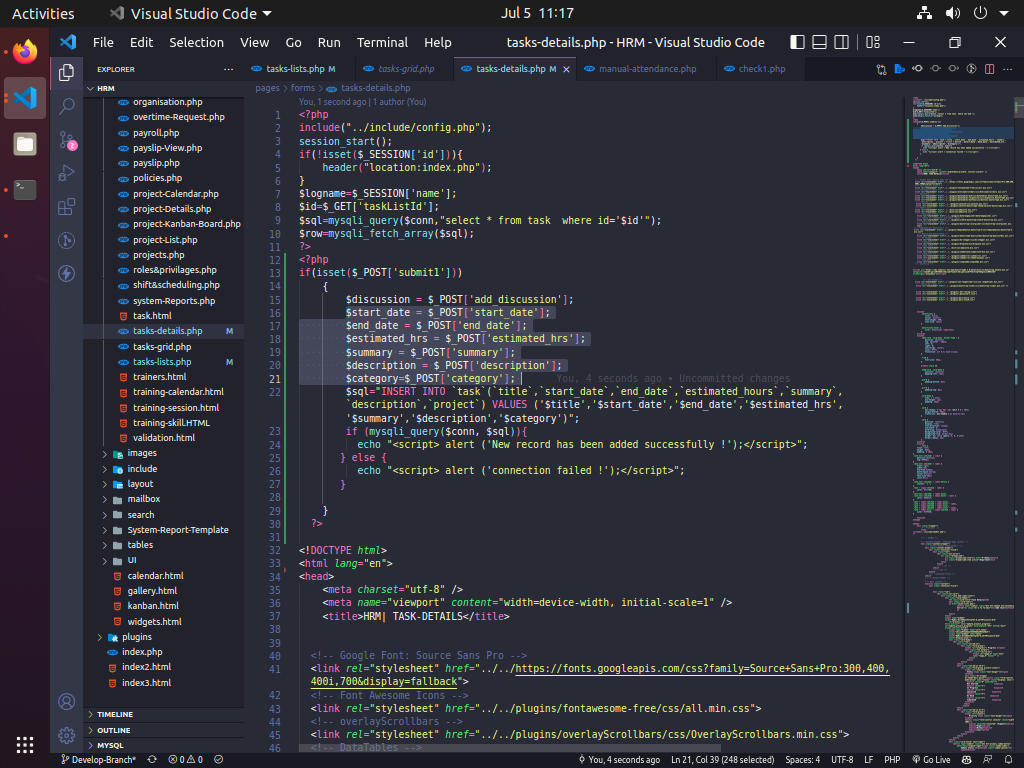 Activities
Visual Studio Code
Jul 5 11:17
File Edit Selection View Go Run Terminal Help
tasks-details.php - HRM - Visual Studio Code
EXPLORER
tasks-lists.php M
tasks-grid.php
tasks-details.php M
manual-attendance.php
check1.php
HRM
pages > forms > tasks-details.php
organisation.php
overtime-Request.php
payroll.php
payslip-View.php
payslip.php
policies.php
project-Calendar.php
project-Details.php
project-Kanban-Board.php
project-List.php
projects.php
roles&privilages.php
shift&scheduling.php
system-Reports.php
task.html
tasks-details.php M
tasks-grid.php
tasks-lists.php M
trainers.html
training-calendar.html
training-session.html
training-skill.HTML
validation.html
images
include
layout
mailbox
search
System-Report-Template
tables
UI
calendar.html
gallery.html
kanban.html
widgets.html
plugins
index.php
index2.html
index3.html
TIMELINE
OUTLINE
MYSQL
2
You, 1 second ago | 1 author (You)
1 <?php
2 include("../include/config.php");
3 session_start();
4 if(!isset($_SESSION['id'])){
5 header("location:index.php");
6 }
7 $logname=$_SESSION['name'];
8 $id=$_GET['taskListId'];
9 $sql=mysqli_query($conn,"select * from task  where id='$id'");
10 $row=mysqli_fetch_array($sql);
11 ?>
12 <?php
13 if(isset($_POST['submit1']))
14 {
15 $discussion = $_POST['add_discussion'];
16 $start_date = $_POST['start_date'];
17 $end_date = $_POST['end_date'];
18 $estimated_hrs = $_POST['estimated_hrs'];
19 $summary = $_POST['summary'];
20 $description = $_POST['description'];
21 $category=$_POST['category']; You, 4 seconds ago • Uncommitted changes
22 $sql="INSERT INTO `task`(`title`,`start_date`,`end_date`,`estimated_hours`,`summary`,
`description`,`project`) VALUES ('$title','$start_date','$end_date','$estimated_hrs',
'$summary','$description','$category')";
23 if (mysqli_query($conn, $sql)){
24 echo "<script> alert ('New record has been added successfully !');</script>";
25 } else {
26 echo "<script> alert ('connection failed !');</script>";
27 }
28
29 }
30 ?>
31
32 <!DOCTYPE html>
33 <html lang="en">
34 <head>
35 <meta charset="utf-8" />
36 <meta name="viewport" content="width=device-width, initial-scale=1" />
37 <title>HRM| TASK-DETAILS</title>
38
39
40 <!-- Google Font: Source Sans Pro -->
41 <link rel="stylesheet" href="../../https://fonts.googleapis.com/css?family=Source+Sans+Pro:300,400,
400i,700&display=fallback">
42 <!-- Font Awesome Icons -->
43 <link rel="stylesheet" href="../../plugins/fontawesome-free/css/all.min.css">
44 <!-- overlayScrollbars -->
45 <link rel="stylesheet" href="../../plugins/overlayScrollbars/css/OverlayScrollbars.min.css">
46 <!-- DataTables -->
Develop-Branch* 0 0
You, 4 seconds ago Ln 21, Col 39 (248 selected) Spaces: 4 UTF-8 LF PHP Go Live